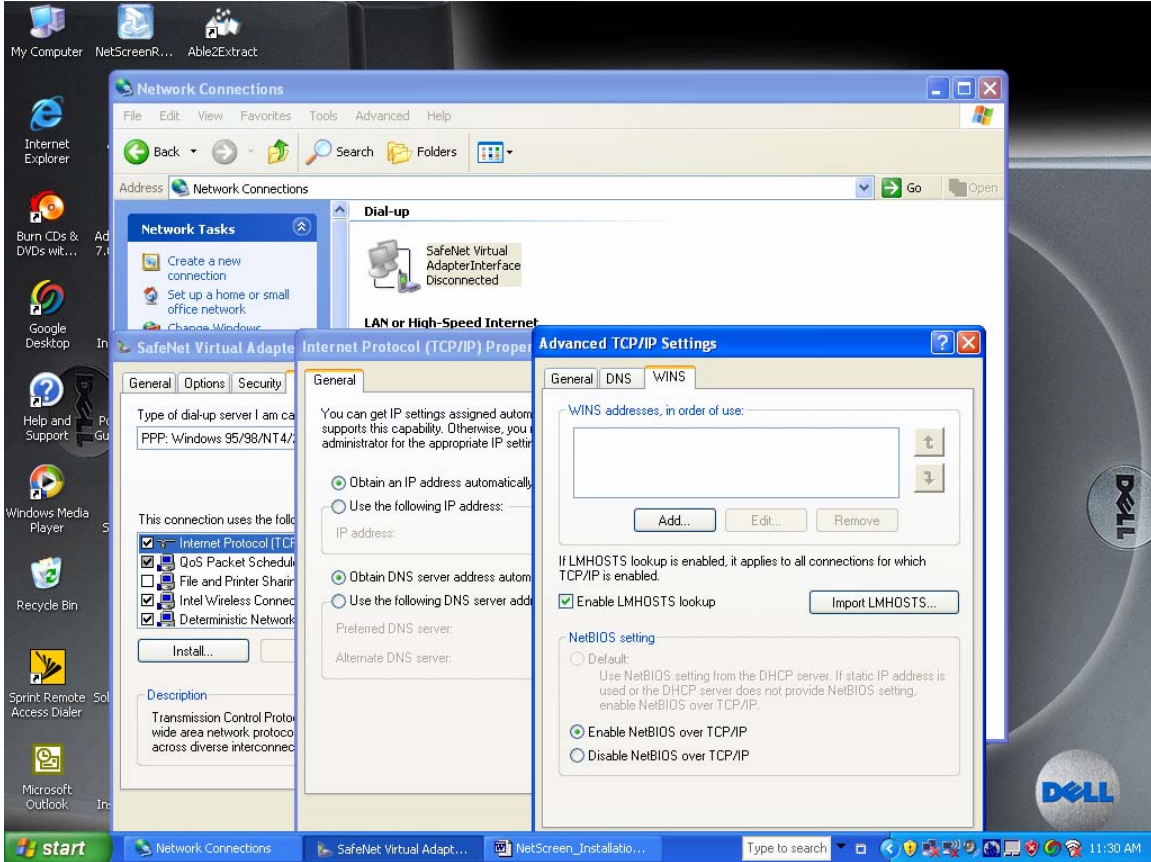 My Computer
NetScreenR...
Able2Extract
Internet
Explorer
Burn CDs &
DVDs wit...
Ad
7.
Google
Desktop
In
Help and
Support
Po
Gu
Windows Media
Player
S
Recycle Bin
Sprint Remote
Access Dialer
Sol
Microsoft
Outlook
In
Network Connections
File Edit View Favorites Tools Advanced Help
Back
Search
Folders
Address
Network Connections
Go
Open
Network Tasks
Create a new
connection
Set up a home or small
office network
Change Windows
Dial-up
SafeNet Virtual
AdapterInterface
Disconnected
LAN or High-Speed Internet
SafeNet Virtual Adapte
General Options Security
Type of dial-up server I am ca
PPP: Windows 95/98/NT4/
This connection uses the follo
Internet Protocol (TCP
QoS Packet Schedul
File and Printer Sharin
Intel Wireless Connec
Deterministic Network
Install...
Description
Transmission Control Proto
wide area network protoco
across diverse interconnec
Internet Protocol (TCP/IP) Proper
General
You can get IP settings assigned autom
supports this capability. Otherwise, you
administrator for the appropriate IP settin
Obtain an IP address automatically
Use the following IP address:
IP address:
Obtain DNS server address autom
Use the following DNS server addr
Preferred DNS server:
Alternate DNS server:
Advanced TCP/IP Settings
General DNS WINS
WINS addresses, in order of use:
Add... Edit... Remove
If LMHOSTS lookup is enabled, it applies to all connections for which
TCP/IP is enabled.
Enable LMHOSTS lookup
Import LMHOSTS...
NetBIOS setting
Default:
Use NetBIOS setting from the DHCP server. If static IP address is
used or the DHCP server does not provide NetBIOS setting,
enable NetBIOS over TCP/IP.
Enable NetBIOS over TCP/IP
Disable NetBIOS over TCP/IP
DELL
DELL
start
Network Connections
SafeNet Virtual Adapt...
NetScreen_Installatio...
Type to search
11:30 AM